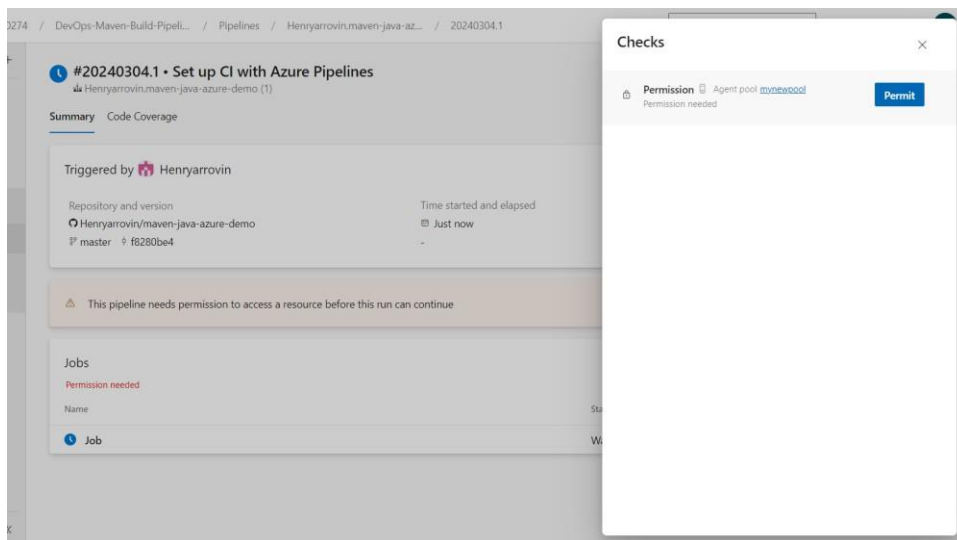 0274 / DevOps-Maven-Build-Pipeli... / Pipelines / Henryarrovin.maven-java-az... / 20240304.1
#20240304.1 • Set up CI with Azure Pipelines
Henryarrovin.maven-java-azure-demo (1)
Summary Code Coverage
Triggered by Henryarrovin
Repository and version
Time started and elapsed
Henryarrovin/maven-java-azure-demo
Just now
master f8280be4
-
This pipeline needs permission to access a resource before this run can continue
Jobs
Permission needed
Name
Sta
Job
Wa
Checks
Permission Agent pool mynewpool
Permission needed
Permit